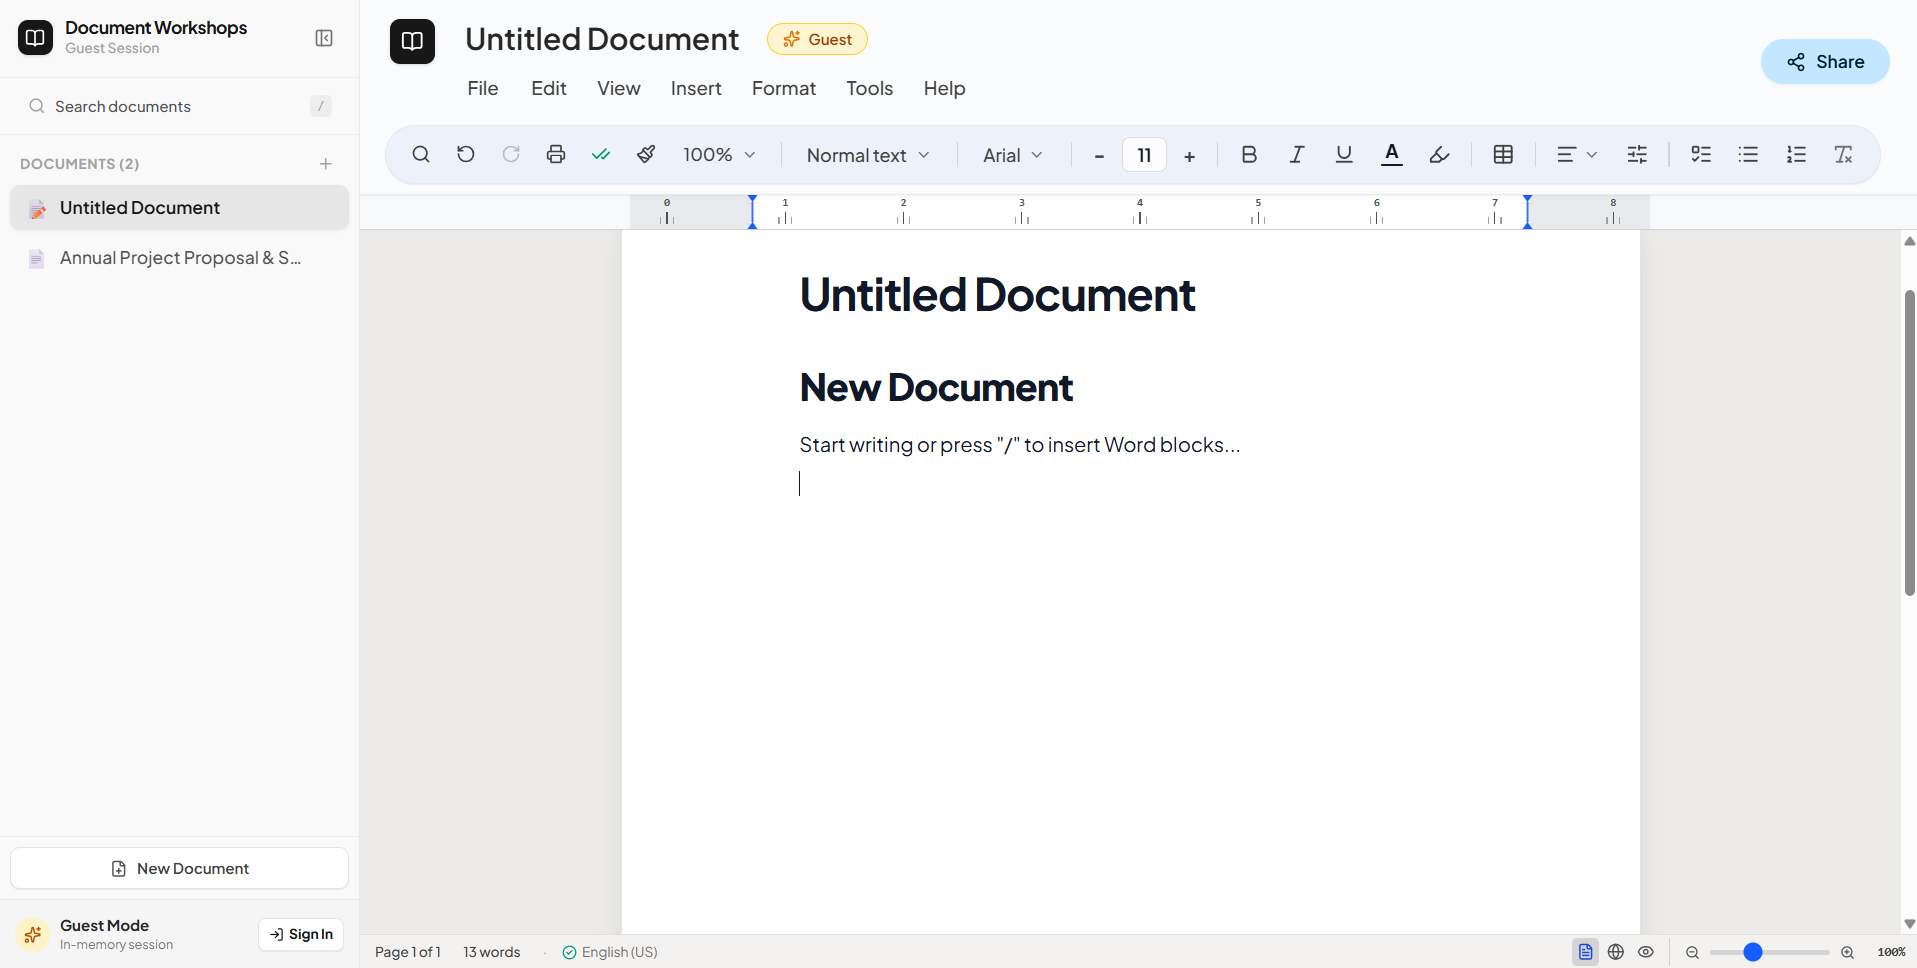 Document Workshops
Guest Session
Search documents
/
DOCUMENTS (2)
Untitled Document
Annual Project Proposal & S...
New Document
Guest Mode
In-memory session
Sign In
Untitled Document
Guest
File Edit View Insert Format Tools Help
Share
100% Normal text Arial - 11 + B I U A
0 1 2 3 4 5 6 7 8
Untitled Document
New Document
Start writing or press "/" to insert Word blocks...
Page 1 of 1 13 words · English (US)
100%